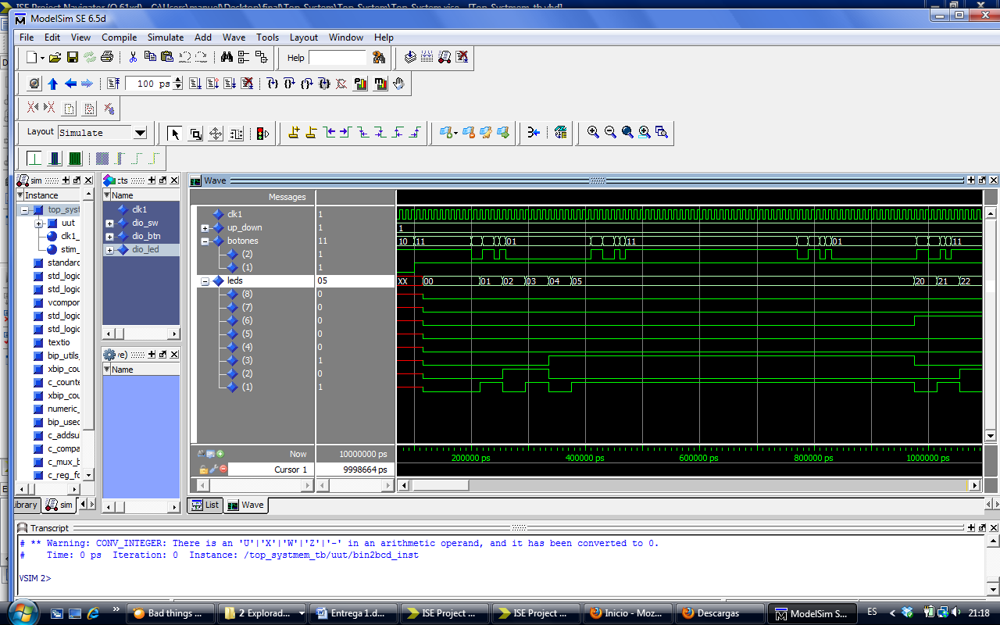 ISE Project Navigator (O.61xd) - C:\Users\manuel\Desktop\final\Top_System\Top_System\Top_System.xise - [Top_Systmem_tb.vhd]
ModelSim SE 6.5d
File Edit View Compile Simulate Add Wave Tools Layout Window Help
Help
100 ps
Layout Simulate
sim
cts
Wave
Instance
Name
Messages
top_syst
uut
clk1_
stim_
standard
std_logic
std_logic
vcompor
std_logic
std_logic
textio
bip_utils_
xbip_cou
c_counte
xbip_cou
numeric_
bip_usec
c_addsu
c_compa
c_mux_b
c_reg_fc
clk1
dio_sw
dio_btn
dio_led
ve)
Name
clk1 1
up_down 1 1
botones 11 10 11 01 11 01 11
(2) 1
(1) 1
leds 05 XX 00 01 02 03 04 05 20 21 22
(8) 0
(7) 0
(6) 0
(5) 0
(4) 0
(3) 1
(2) 0
(1) 1
Now 10000000 ps 200000 ps 400000 ps 600000 ps 800000 ps 1000000 ps
Cursor 1 9998664 ps
Library sim List Wave
Transcript
# ** Warning: CONV_INTEGER: There is an 'U'|'X'|'W'|'Z'|'-' in an arithmetic operand, and it has been converted to 0.
# Time: 0 ps Iteration: 0 Instance: /top_systmem_tb/uut/bin2bcd_inst
VSIM 2>
» Bad things ... 2 Explorad... Entrega 1.d... ISE Project ... ISE Project ... Inicio - Moz... Descargas ModelSim S... ES 21:18